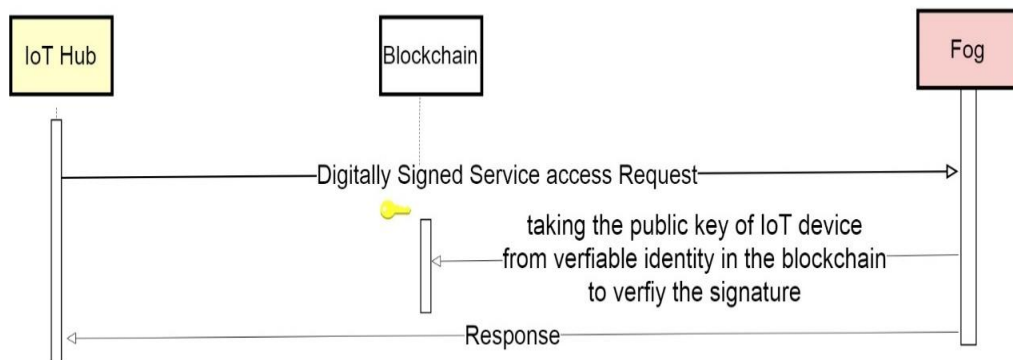 IoT Hub
Blockchain
Fog
Digitally Signed Service access Request
taking the public key of IoT device
from verfiable identity in the blockchain
to verfiy the signature
Response